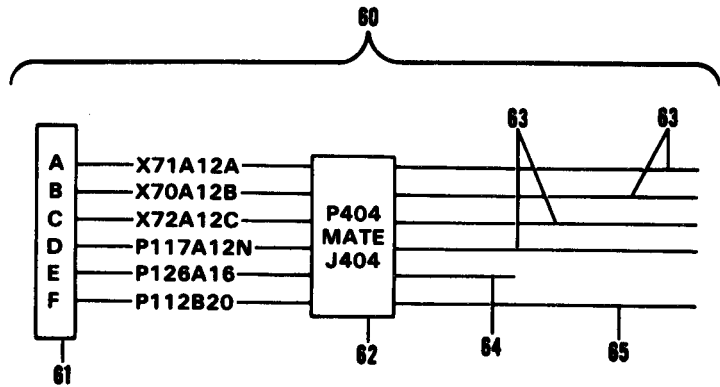 60
63 63
A X71A12A
B X70A12B
C X72A12C
D P117A12N
E P126A16
F P112B20
P404
MATE
J404
61 62 64 65